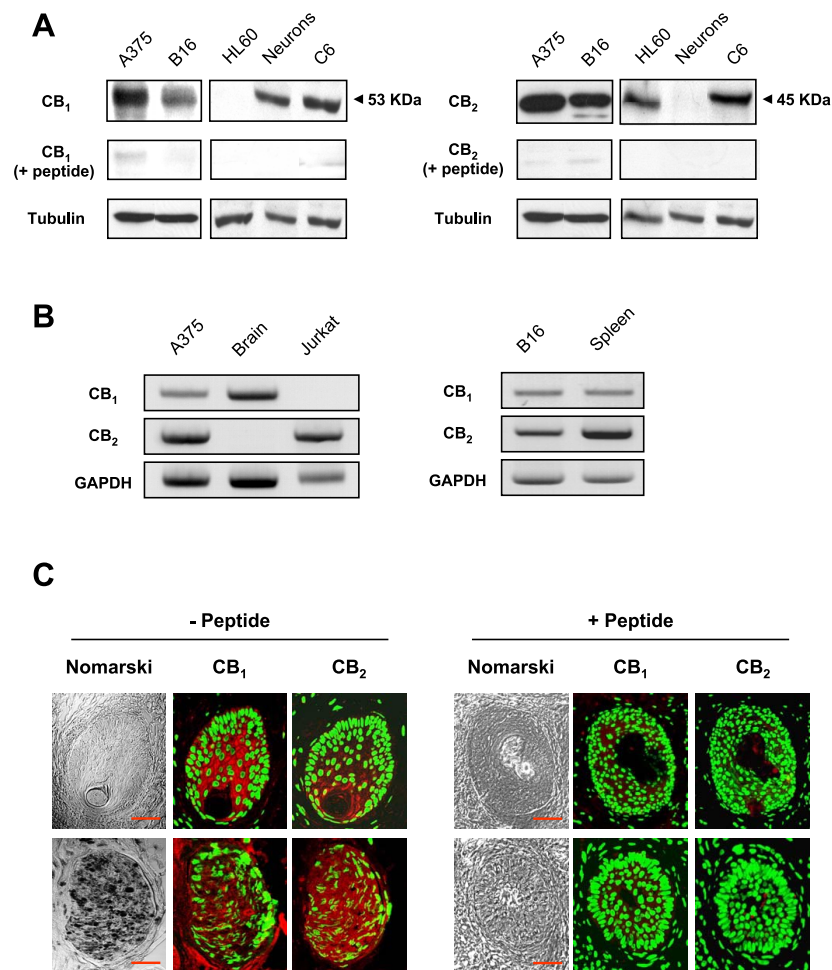 A
A375 B16 HL60 Neurons C6
CB₁ ◄ 53 KDa
CB₁
(+ peptide)
Tubulin
A375 B16 HL60 Neurons C6
CB₂ ◄ 45 KDa
CB₂
(+ peptide)
Tubulin
B
A375 Brain Jurkat
CB₁
CB₂
GAPDH
B16 Spleen
CB₁
CB₂
GAPDH
C
- Peptide
Nomarski CB₁ CB₂
+ Peptide
Nomarski CB₁ CB₂